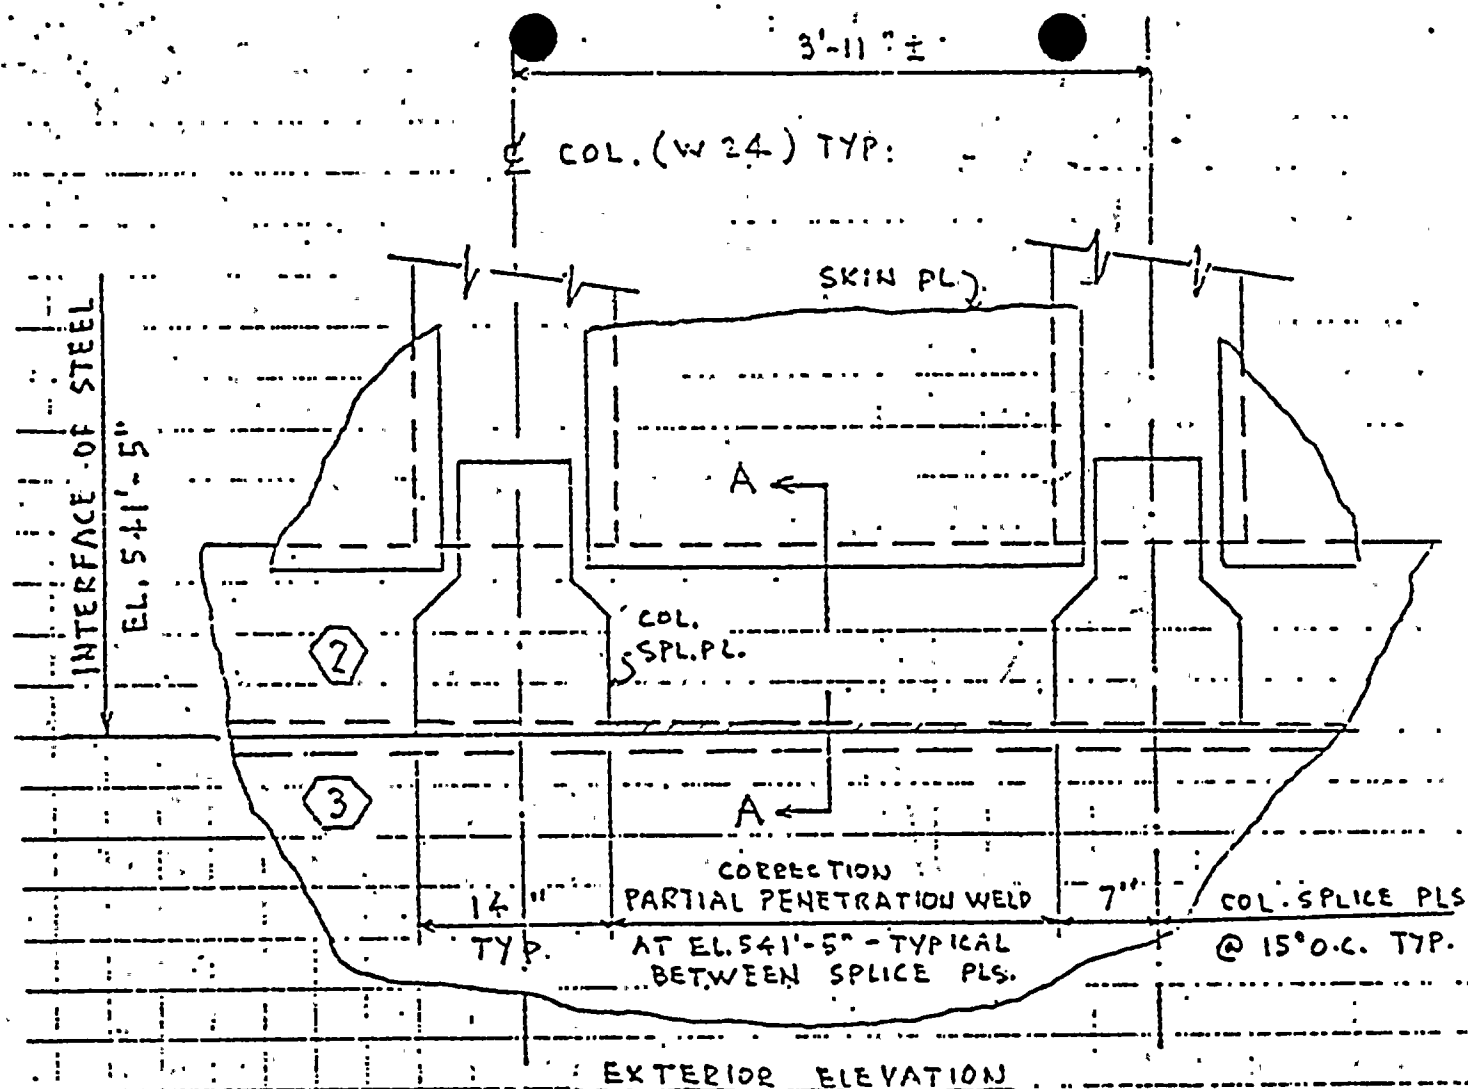 3'-11" ±
℄ COL. (W 24) TYP.
SKIN PL.
INTERFACE OF STEEL
EL. 541'-5"
A
COL.
SPL. PL.
2
3
A
CORRECTION
PARTIAL PENETRATION WELD
AT EL. 541'-5" - TYPICAL
BETWEEN SPLICE PLS.
14"
TYP.
7"
COL. SPLICE PLS
@ 15° O.C. TYP.
EXTERIOR ELEVATION